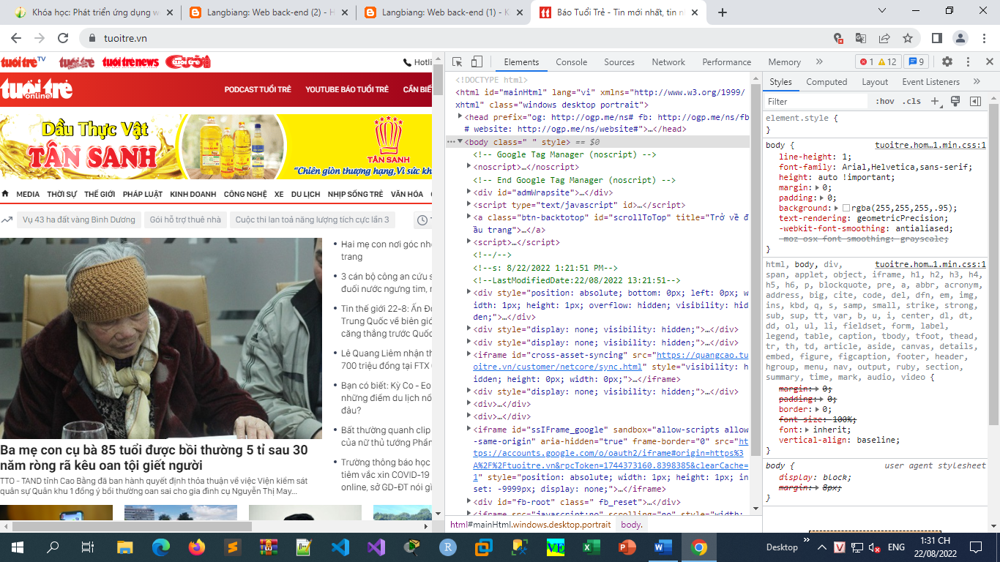 Khóa học: Phát triển ứng dụng w
Langbiang: Web back-end (2) - H
Langbiang: Web back-end (1) - K
Báo Tuổi Trẻ - Tin mới nhất, tin n
tuoitre.vn
tuổi trẻ TV
tuổi trẻ
tuổi trẻ news
tuổi trẻ
Hotli
tuổi trẻ online
PODCAST TUỔI TRẺ
YOUTUBE BÁO TUỔI TRẺ
CẦN BIẾ
Dầu Thực Vật
TÂN SANH
TÂN SANH
“Chiên giòn thượng hạng,Vì sức kh
MEDIA THỜI SỰ THẾ GIỚI PHÁP LUẬT KINH DOANH CÔNG NGHỆ XE DU LỊCH NHỊP SỐNG TRẺ VĂN HÓA
Vụ 43 ha đất vàng Bình Dương
Gói hỗ trợ thuê nhà
Cuộc thi lan toả năng lượng tích cực lần 3
Ba mẹ con cụ bà 85 tuổi được bồi thường 5 tỉ sau 30
năm ròng rã kêu oan tội giết người
TTO - TAND tỉnh Cao Bằng đã ban hành quyết định thỏa thuận về việc Viện kiểm sát
quân sự Quân khu 1 đồng ý bồi thường oan sai cho gia đình cụ Nguyễn Thị May...
Hai mẹ con nơi góc nh
trang
3 cán bộ công an cứu s
đuối nước ngưng tim, n
Tin thế giới 22-8: Ấn Đ
Trung Quốc về biên giớ
căng thẳng trước Quốc
Lê Quang Liêm nhận th
700 triệu đồng tại FTX
Bạn có biết: Kỳ Co - Eo
những điểm du lịch nổ
đâu?
Bất thường quanh clip
của nữ thủ tướng Phần
Trường thông báo học
tiêm vắc xin COVID-19
online, sở GD-ĐT nói gì
Elements Console Sources Network Performance Memory
1 12 9
<!DOCTYPE html>
<html id="mainHtml" lang="vi" xmlns="http://www.w3.org/1999/
xhtml" class="windows desktop portrait">
<head prefix="og: http://ogp.me/ns# fb: http://ogp.me/ns/fb
# website: http://ogp.me/ns/website#">…</head>
<body class=" " style> == $0
<!-- Google Tag Manager (noscript) -->
<noscript>…</noscript>
<!-- End Google Tag Manager (noscript) -->
<div id="admWrapsite">…</div>
<script type="text/javascript" id>…</script>
<a class="btn-backtotop" id="scrollToTop" title="Trở về đ
ầu trang">…</a>
<script>…</script>
<!--/-->
<!--s: 8/22/2022 1:21:51 PM-->
<!--LastModifiedDate:22/08/2022 13:21:51-->
<div style="position: absolute; bottom: 0px; left: 0px; w
idth: 1px; height: 1px; overflow: hidden; visibility: hid
den;">…</div>
<div style="display: none; visibility: hidden;">…</div>
<div style="display: none; visibility: hidden;">…</div>
<iframe id="cross-asset-syncing" src="https://quangcao.tu
oitre.vn/customer/netcore/sync.html" style="visibility: h
idden; height: 0px; width: 0px;">…</iframe>
<div style="display: none; visibility: hidden;">…</div>
<div>…</div>
<div>…</div>
<iframe id="ssIFrame_google" sandbox="allow-scripts allow
-same-origin" aria-hidden="true" frame-border="0" src="htt
ps://accounts.google.com/o/oauth2/iframe#origin=https%3
A%2F%2Ftuoitre.vn&rpcToken=1744373160.8398385&clearCache=
1" style="position: absolute; width: 1px; height: 1px; in
set: -9999px; display: none;">…</iframe>
<div id="fb-root" class=" fb_reset">…</div>
<iframe src="javascript:no" scrolling="no" style="width:
html#mainHtml.windows.desktop.portrait body.
Styles Computed Layout Event Listeners
Filter :hov .cls
element.style {
}
body { tuoitre.hom…1.min.css:1
line-height: 1;
font-family: Arial,Helvetica,sans-serif;
height: auto !important;
margin: 0;
padding: 0;
background: rgba(255,255,255,.95);
text-rendering: geometricPrecision;
-webkit-font-smoothing: antialiased;
-moz-osx-font-smoothing: grayscale;
}
html, body, div, tuoitre.hom…1.min.css:1
span, applet, object, iframe, h1, h2, h3, h4,
h5, h6, p, blockquote, pre, a, abbr, acronym,
address, big, cite, code, del, dfn, em, img,
ins, kbd, q, s, samp, small, strike, strong,
sub, sup, tt, var, b, u, i, center, dl, dt,
dd, ol, ul, li, fieldset, form, label,
legend, table, caption, tbody, tfoot, thead,
tr, th, td, article, aside, canvas, details,
embed, figure, figcaption, footer, header,
hgroup, menu, nav, output, ruby, section,
summary, time, mark, audio, video {
margin: 0;
padding: 0;
border: 0;
font-size: 100%;
font: inherit;
vertical-align: baseline;
}
body { user agent stylesheet
display: block;
margin: 8px;
}
Desktop
ENG
1:31 CH
22/08/2022